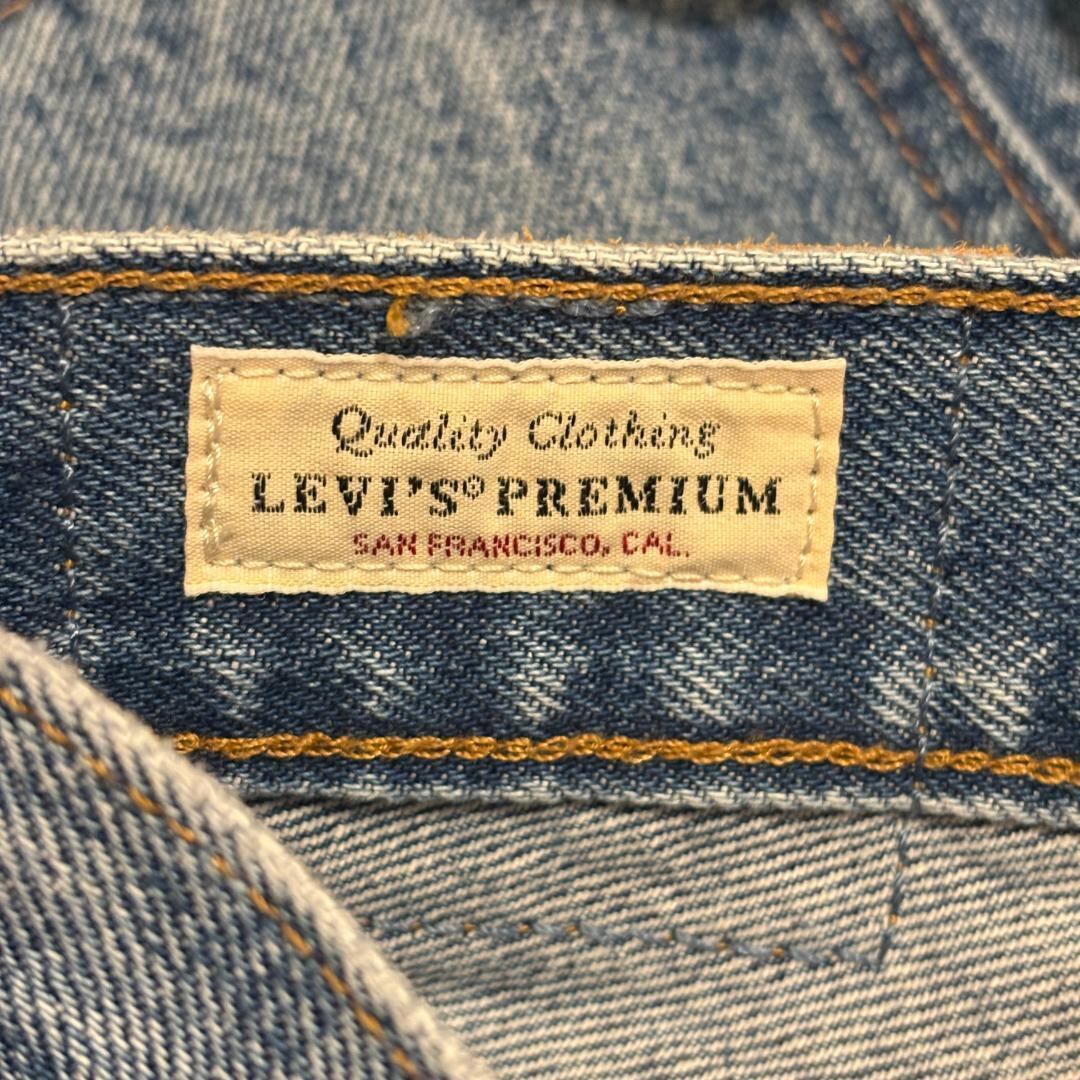 Quality Clothing
LEVI'S® PREMIUM
SAN FRANCISCO, CAL.